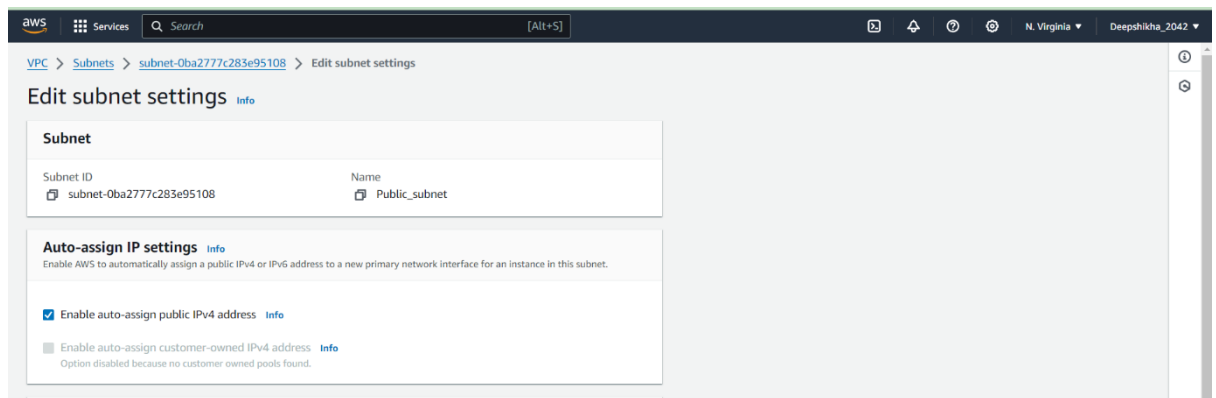 aws Services Search [Alt+S] N. Virginia ▼ Deepshikha_2042 ▼
VPC > Subnets > subnet-0ba2777c283e95108 > Edit subnet settings
Edit subnet settings Info
Subnet
Subnet ID Name
subnet-0ba2777c283e95108 Public_subnet
Auto-assign IP settings Info
Enable AWS to automatically assign a public IPv4 or IPv6 address to a new primary network interface for an instance in this subnet.
Enable auto-assign public IPv4 address Info
Enable auto-assign customer-owned IPv4 address Info
Option disabled because no customer owned pools found.